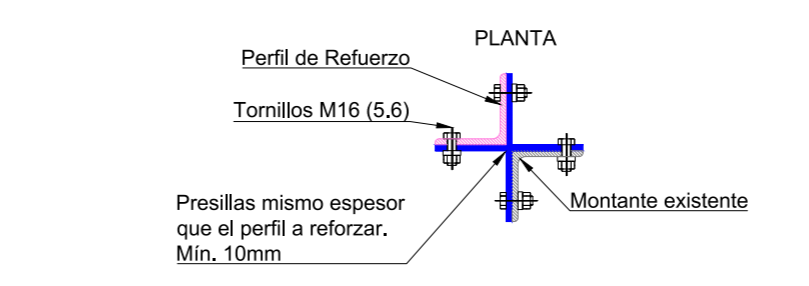 PLANTA
Perfil de Refuerzo
Tornillos M16 (5.6)
Presillas mismo espesor
que el perfil a reforzar.
Mín. 10mm
Montante existente